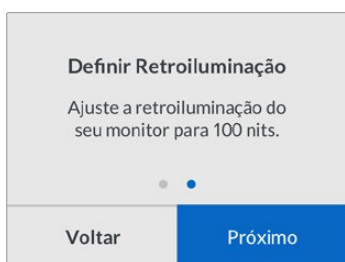 Definir Retroiluminação
Ajuste a retroiluminação do
seu monitor para 100 nits.
Voltar
Próximo